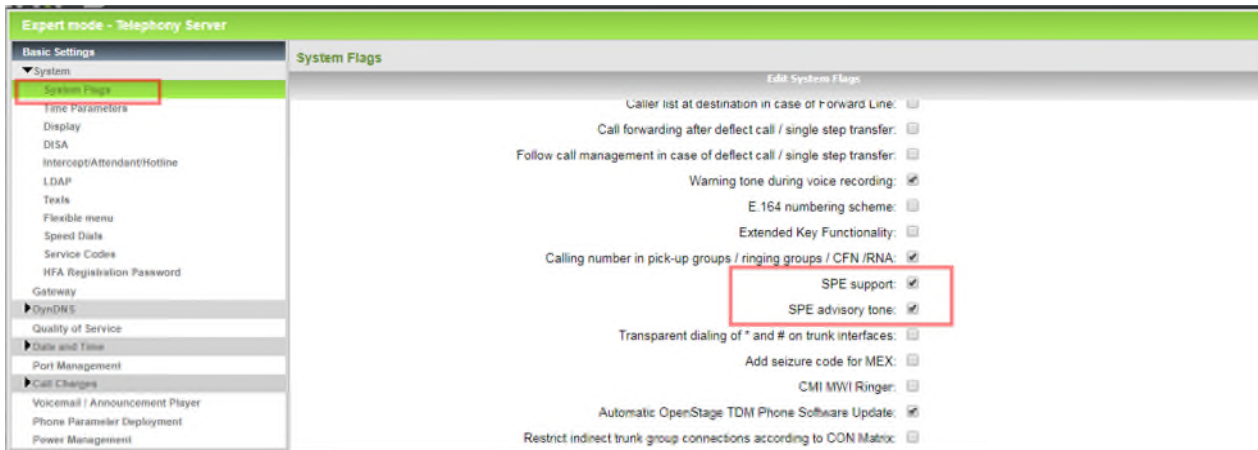 Expert mode - Telephony Server
Basic Settings
System
System Flags
Time Parameters
Display
DISA
Intercept/Attendant/Hotline
LDAP
Texts
Flexible menu
Speed Dials
Service Codes
HFA Registration Password
Gateway
DynDNS
Quality of Service
Date and Time
Port Management
Call Charges
Voicemail / Announcement Player
Phone Parameter Deployment
Power Management
System Flags
Edit System Flags
Caller list at destination in case of Forward Line:
Call forwarding after deflect call / single step transfer:
Follow call management in case of deflect call / single step transfer:
Warning tone during voice recording:
E.164 numbering scheme:
Extended Key Functionality:
Calling number in pick-up groups / ringing groups / CFN /RNA:
SPE support:
SPE advisory tone:
Transparent dialing of * and # on trunk interfaces:
Add seizure code for MEX:
CMI MWI Ringer:
Automatic OpenStage TDM Phone Software Update:
Restrict indirect trunk group connections according to CON Matrix: